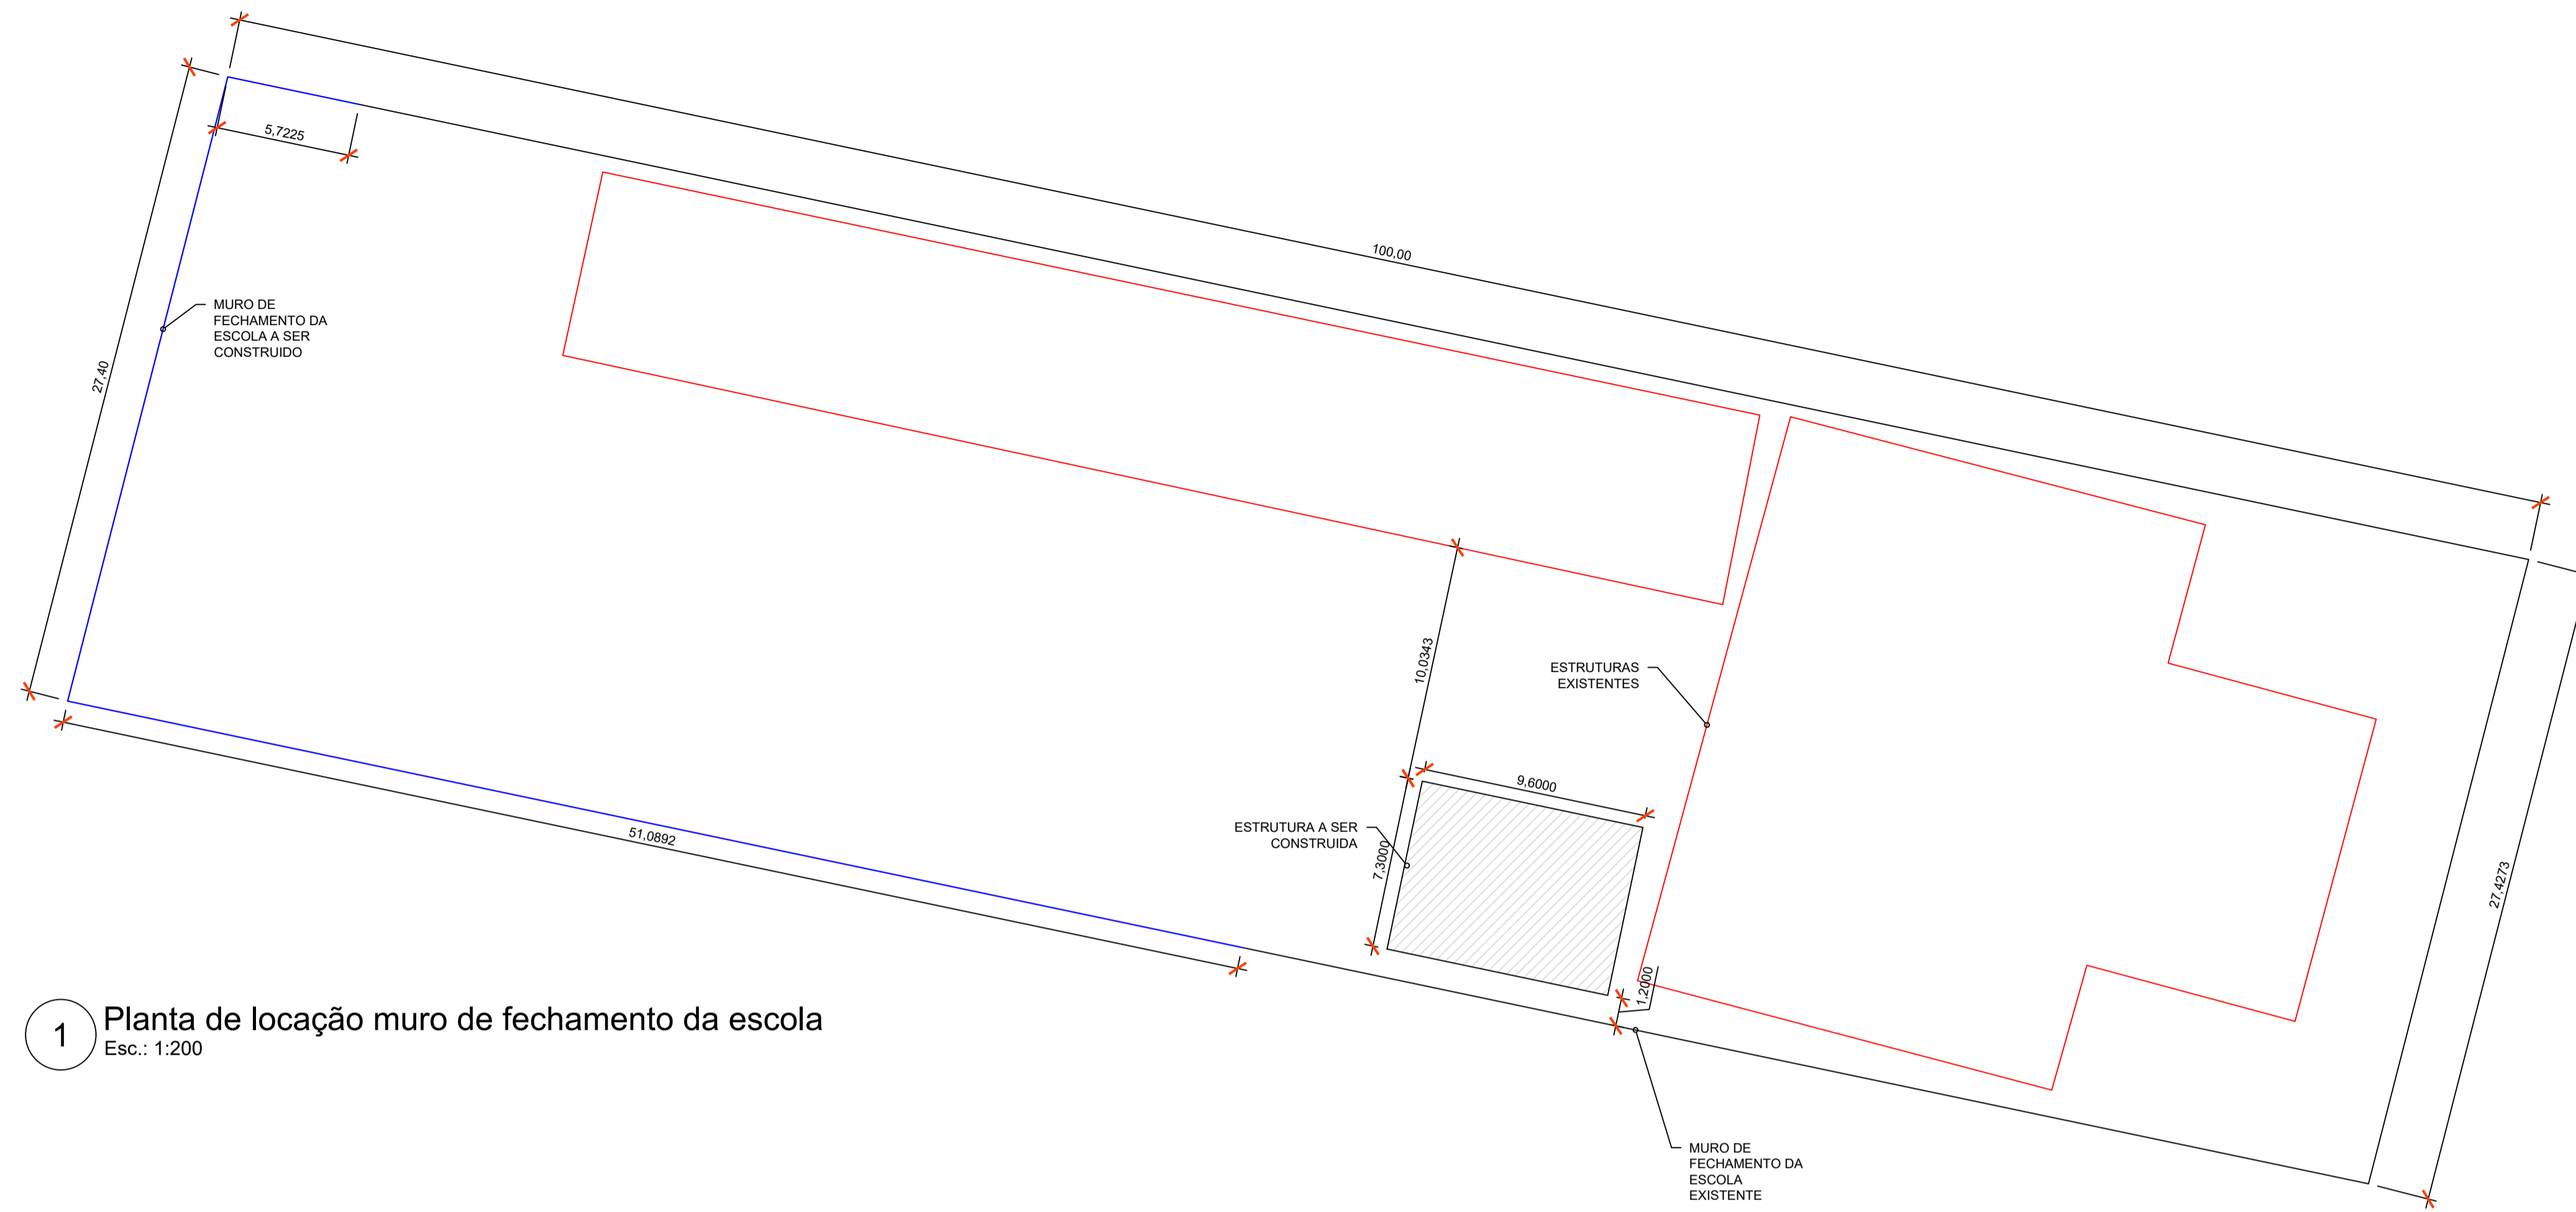 5,7225
100,00
MURO DE
FECHAMENTO DA
ESCOLA A SER
CONSTRUIDO
27,40
10,0343
ESTRUTURAS
EXISTENTES
9,6000
ESTRUTURA A SER
CONSTRUIDA
7,3000
51,0892
27,4273
1,2000
1
Planta de locação muro de fechamento da escola
Esc.: 1:200
MURO DE
FECHAMENTO DA
ESCOLA
EXISTENTE